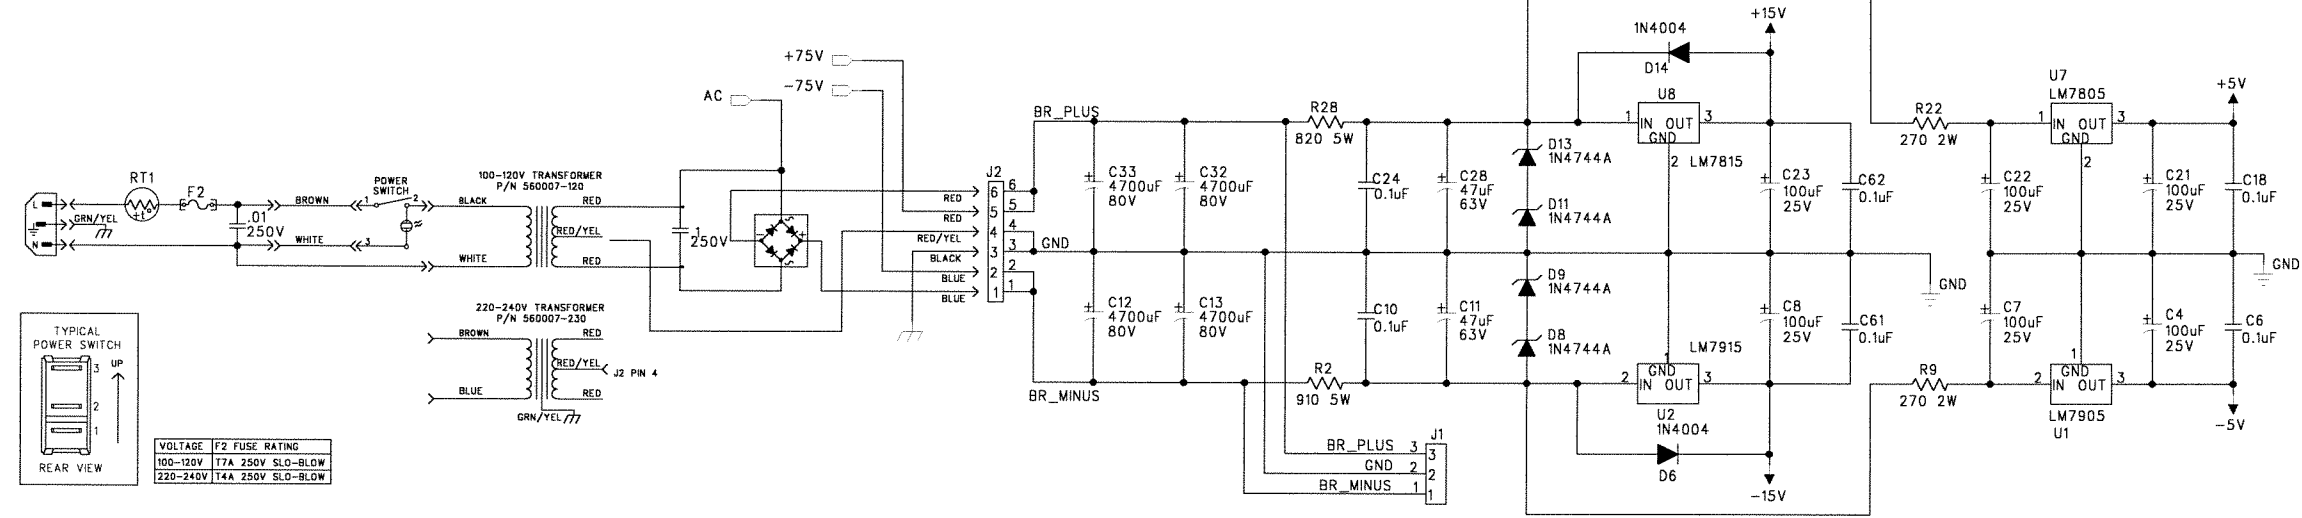 +75V
-75V
AC
RT1
+t°
F2
L
N
GRN/YEL
.01
250V
BROWN
WHITE
POWER
SWITCH
1
2
3
BLACK
WHITE
100-120V TRANSFORMER
P/N 560007-120
RED
RED/YEL
RED
.1
250V
-
+
220-240V TRANSFORMER
P/N 560007-230
BROWN
BLUE
RED
RED/YEL
RED
J2 PIN 4
GRN/YEL
TYPICAL
POWER SWITCH
UP
3
2
1
REAR VIEW
VOLTAGE F2 FUSE RATING
100-120V T7A 250V SLO-BLOW
220-240V T4A 250V SLO-BLOW
J2
RED 6 6
RED 5 5
RED/YEL 4 4
BLACK 3 3
BLUE 2 2
BLUE 1 1
BR_PLUS
GND
BR_MINUS
C33
4700uF
80V
C32
4700uF
80V
C12
4700uF
80V
C13
4700uF
80V
R28
820 5W
R2
910 5W
C24
0.1uF
C28
47uF
63V
C10
0.1uF
C11
47uF
63V
D13
1N4744A
D11
1N4744A
D9
1N4744A
D8
1N4744A
J1
BR_PLUS 3 3
GND 2 2
BR_MINUS 1 1
1N4004
D14
+15V
U8
1 IN OUT 3
GND
2 LM7815
C23
100uF
25V
C62
0.1uF
GND
C8
100uF
25V
C61
0.1uF
LM7915
1
GND
2 IN OUT 3
U2
1N4004
D6
-15V
R22
270 2W
U7
LM7805
1 IN OUT 3
GND
2
+5V
C22
100uF
25V
C21
100uF
25V
C18
0.1uF
GND
C7
100uF
25V
C4
100uF
25V
C6
0.1uF
R9
270 2W
1
GND
2 IN OUT 3
LM7905
U1
-5V